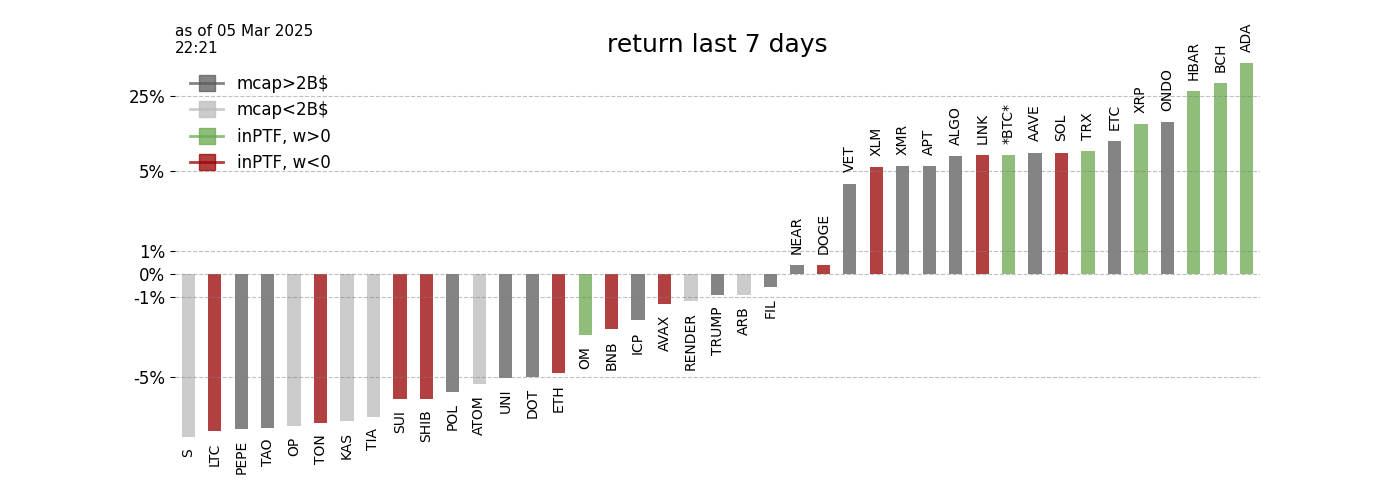 as of 05 Mar 2025
22:21
return last 7 days
mcap>2B$
mcap<2B$
inPTF, w>0
inPTF, w<0
25%
5%
1%
0%
-1%
-5%
S
LTC
PEPE
TAO
OP
TON
KAS
TIA
SUI
SHIB
POL
ATOM
UNI
DOT
ETH
OM
BNB
ICP
AVAX
RENDER
TRUMP
ARB
FIL
NEAR
DOGE
VET
XLM
XMR
APT
ALGO
LINK
*BTC*
AAVE
SOL
TRX
ETC
XRP
ONDO
HBAR
BCH
ADA